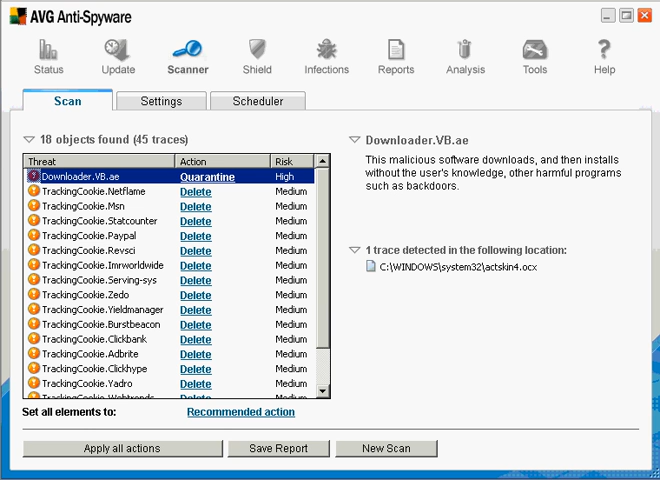 AVG Anti-Spyware
Status Update Scanner Shield Infections Reports Analysis Tools Help
Scan Settings Scheduler
18 objects found (45 traces)
Threat Action Risk
Downloader.VB.ae Quarantine High
TrackingCookie.Netflame Delete Medium
TrackingCookie.Msn Delete Medium
TrackingCookie.Statcounter Delete Medium
TrackingCookie.Paypal Delete Medium
TrackingCookie.Revsci Delete Medium
TrackingCookie.Imrworldwide Delete Medium
TrackingCookie.Serving-sys Delete Medium
TrackingCookie.Zedo Delete Medium
TrackingCookie.Yieldmanager Delete Medium
TrackingCookie.Burstbeacon Delete Medium
TrackingCookie.Clickbank Delete Medium
TrackingCookie.Adbrite Delete Medium
TrackingCookie.Clickhype Delete Medium
TrackingCookie.Yadro Delete Medium
TrackingCookie.Webtrends Delete Medium
Set all elements to: Recommended action
Downloader.VB.ae
This malicious software downloads, and then installs
without the user's knowledge, other harmful programs
such as backdoors.
1 trace detected in the following location:
C:\WINDOWS\system32\actskin4.ocx
Apply all actions Save Report New Scan